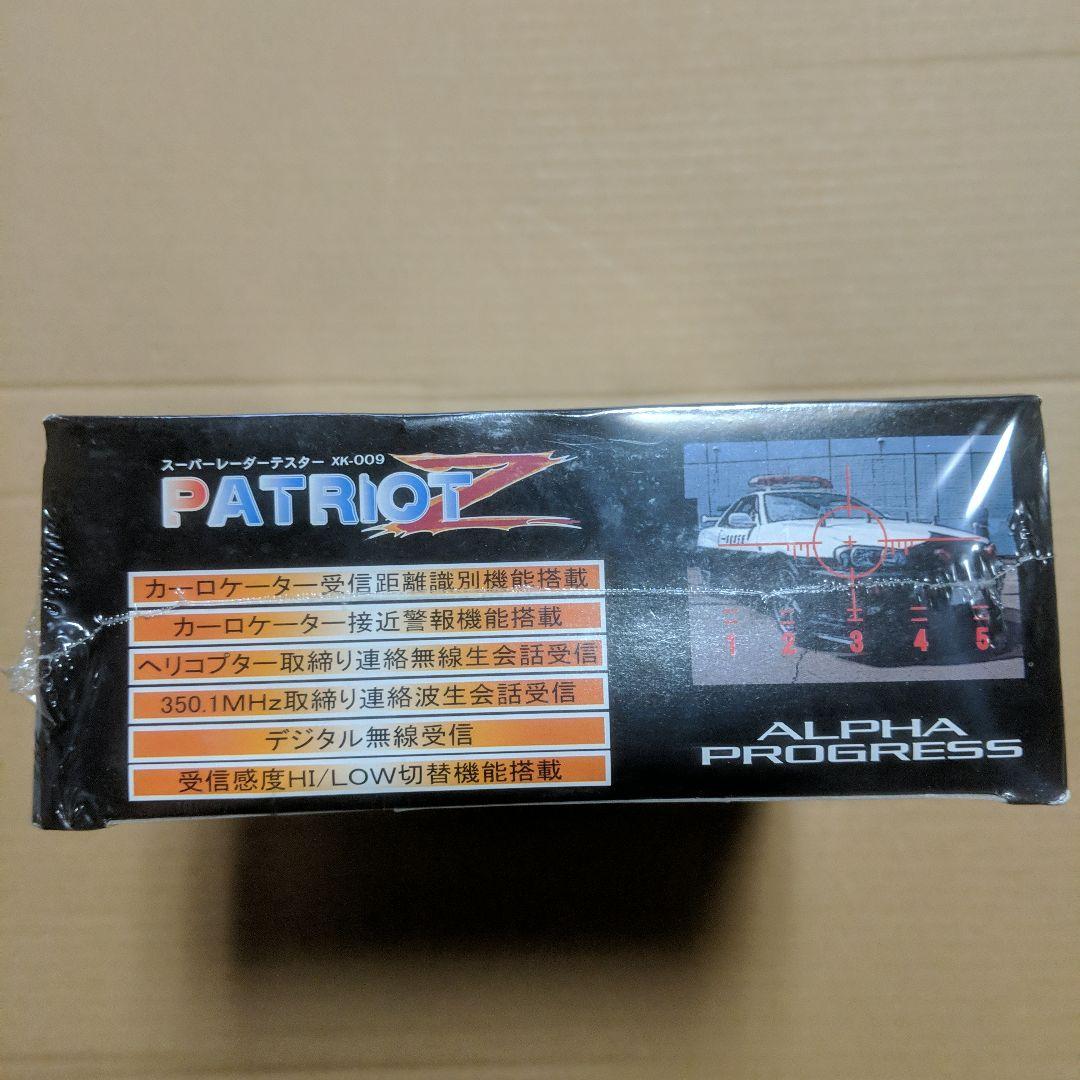 スーパーレーダーテスター XK-009
PATRIOT Z
カーロケーター受信距離識別機能搭載
カーロケーター接近警報機能搭載
ヘリコプター取締り連絡無線生会話受信
350.1MHz取締り連絡波生会話受信
デジタル無線受信
受信感度HI/LOW切替機能搭載
1 2 3 4 5
ALPHA
PROGRESS